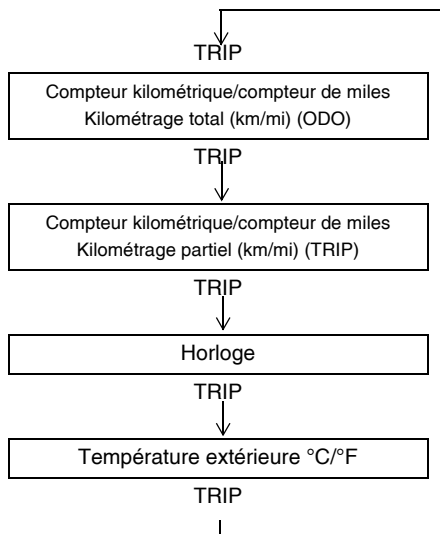 TRIP
Compteur kilométrique/compteur de miles
Kilométrage total (km/mi) (ODO)
TRIP
Compteur kilométrique/compteur de miles
Kilométrage partiel (km/mi) (TRIP)
TRIP
Horloge
TRIP
Température extérieure °C/°F
TRIP